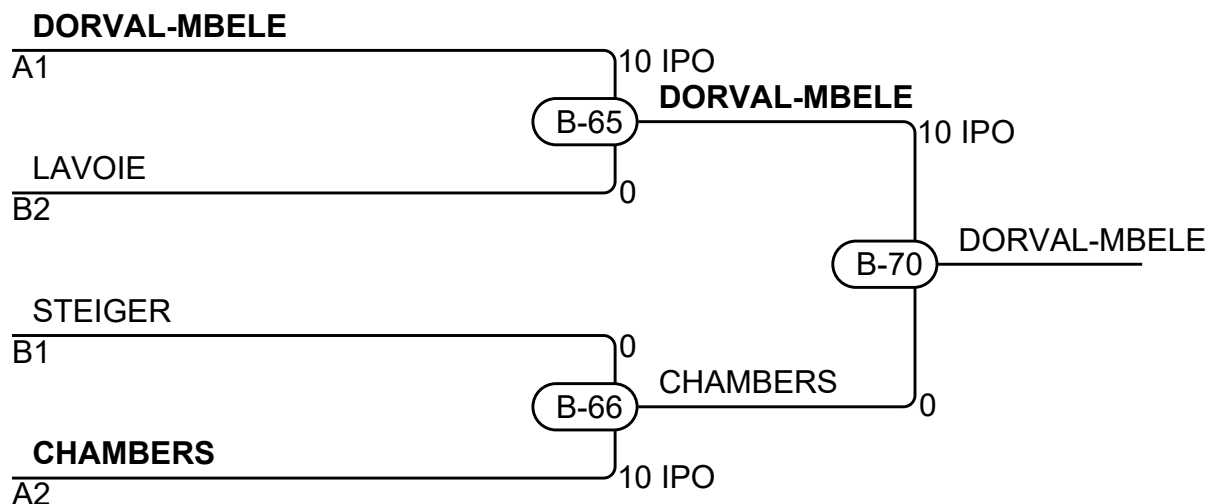 DORVAL-MBELE
A1
10 IPO
B-65
DORVAL-MBELE
LAVOIE
B2
0
10 IPO
B-70
DORVAL-MBELE
STEIGER
B1
0
B-66
CHAMBERS
0
CHAMBERS
A2
10 IPO